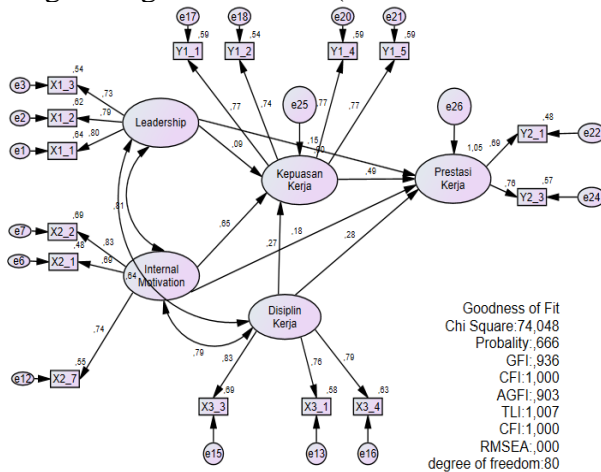 e17
e18
e20
e21
,59
,54
,59
,59
Y1_1
Y1_2
Y1_4
Y1_5
e3
X1_3
,54
,73
e2
X1_2
,62
,79
e1
X1_1
,64
,80
,77
,74
,77
,77
e25
e26
Leadership
,09
,15
,90
Kepuasan
Kerja
,49
1,05
Prestasi
Kerja
,69
Y2_1
,48
e22
,76
Y2_3
,57
e24
,81
,65
,27
,18
,28
e7
X2_2
,69
,83
e6
X2_1
,48
,69
Internal
Motivation
,64
,74
,55
e12
X2_7
,79
Disiplin
Kerja
,83
,76
,79
,69
,58
,63
X3_3
X3_1
X3_4
e15
e13
e16
Goodness of Fit
Chi Square:74,048
Probality:,666
GFI:,936
CFI:1,000
AGFI:,903
TLI:1,007
CFI:1,000
RMSEA:,000
degree of freedom:80